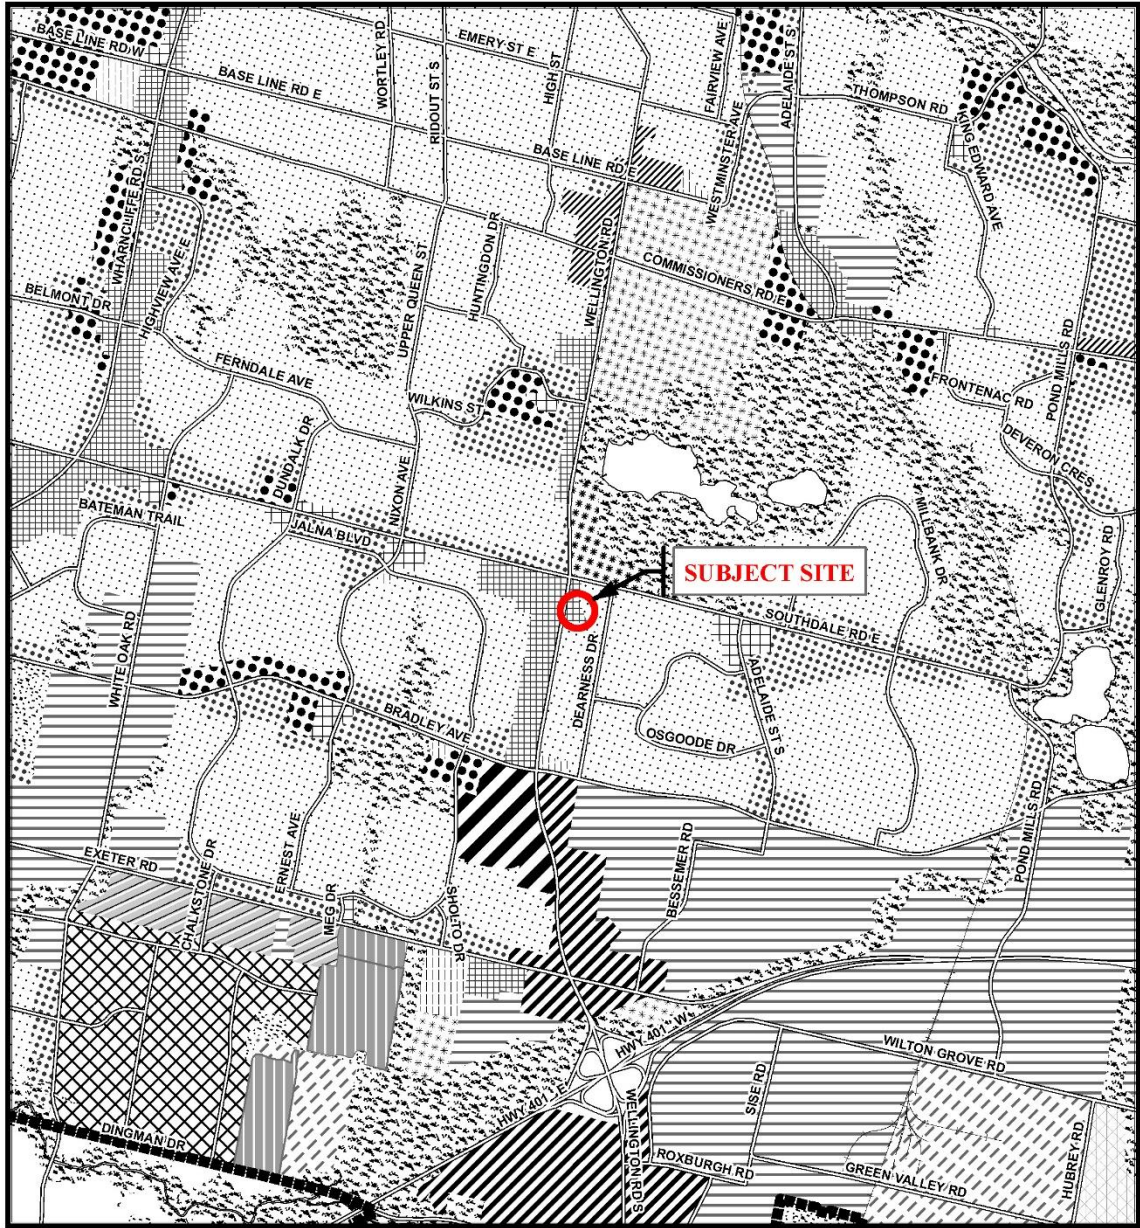 BASE LINE RD W
EMERY ST E
WORTLEY RD
RIDOUT ST S
HIGH ST
FAIRVIEW AVE
ADELAIDE ST S
BASE LINE RD E
THOMPSON RD
KING EDWARD AVE
WESTMINSTER AVE
BASE LINE RD E
WHARNCLIFFE RD S
HIGHVIEW AVE E
UPPER QUEEN ST
HUNTINGDON DR
WELLINGTON RD
COMMISSIONERS RD E
BELMONT DR
FERNDALE AVE
WILKINS ST
FRONTENAC RD
POND MILLS RD
DEVERON CRES
DUNDALK DR
NIXON AVE
BATEMAN TRAIL
JALNA BLVD
MILLBANK DR
GLENROY RD
SUBJECT SITE
SOUTHDALE RD E
WHITE OAK RD
DEARNESS DR
ADELAIDE ST S
BRADLEY AVE
OSGOODE DR
BESSEMER RD
POND MILLS RD
EXETER RD
CHALKSTONE DR
ERNEST AVE
MEG DR
SHOLTO DR
HWY 401 W
WILTON GROVE RD
HWY 401 E
WELLINGTON RD S
SISE RD
DINGMAN DR
ROXBURGH RD
GREEN VALLEY RD
HUBREY RD